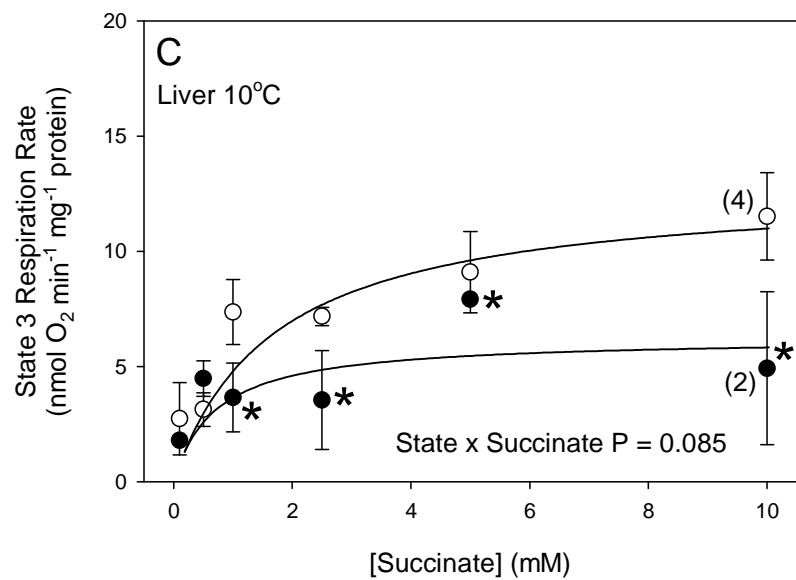 C
Liver 10°C
State 3 Respiration Rate
(nmol O₂ min⁻¹ mg⁻¹ protein)
20
15
10
5
0
(4)
*
*
*
*
(2)
State x Succinate P = 0.085
0 2 4 6 8 10
[Succinate] (mM)